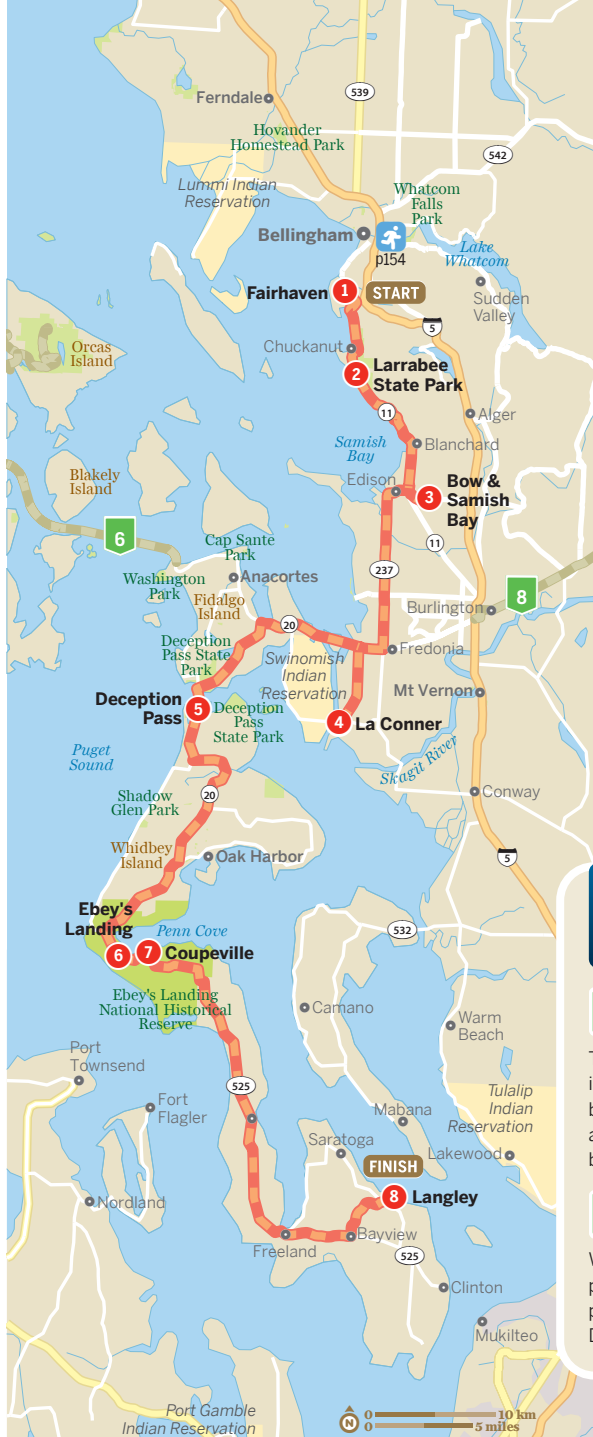 539
Ferndale
Hovander
Homestead Park
542
Lummi Indian
Reservation
Whatcom
Falls
Park
Bellingham
p154
Lake
Whatcom
Fairhaven
1
START
Sudden
Valley
5
Chuckanut
Orcas
Island
2
Larrabee
State Park
11
Alger
Samish
Bay
Blanchard
Blakely
Island
Edison
3
Bow &
Samish
Bay
6
Cap Sante
Park
11
Washington
Park
Anacortes
237
8
Fidalgo
Island
Burlington
20
Deception
Pass State
Park
Fredonia
Swinomish
Indian
Reservation
Mt Vernon
Deception
Pass
5
Deception
Pass
State Park
4
La Conner
Puget
Sound
Skagit River
Shadow
Glen Park
20
Conway
Whidbey
Island
Oak Harbor
5
Ebey's
Landing
Penn Cove
532
6
7
Coupeville
Ebey's Landing
National Historical
Reserve
Camano
Warm
Beach
Port
Townsend
525
Fort
Flagler
Mabana
Tulalip
Indian
Reservation
Saratoga
Lakewood
FINISH
8
Langley
Nordland
Freeland
Bayview
525
Clinton
Mukilteo
Port Gamble
Indian Reservation
N
0
10 km
0
5 miles
T
i
b
a
b
W
p
p
D